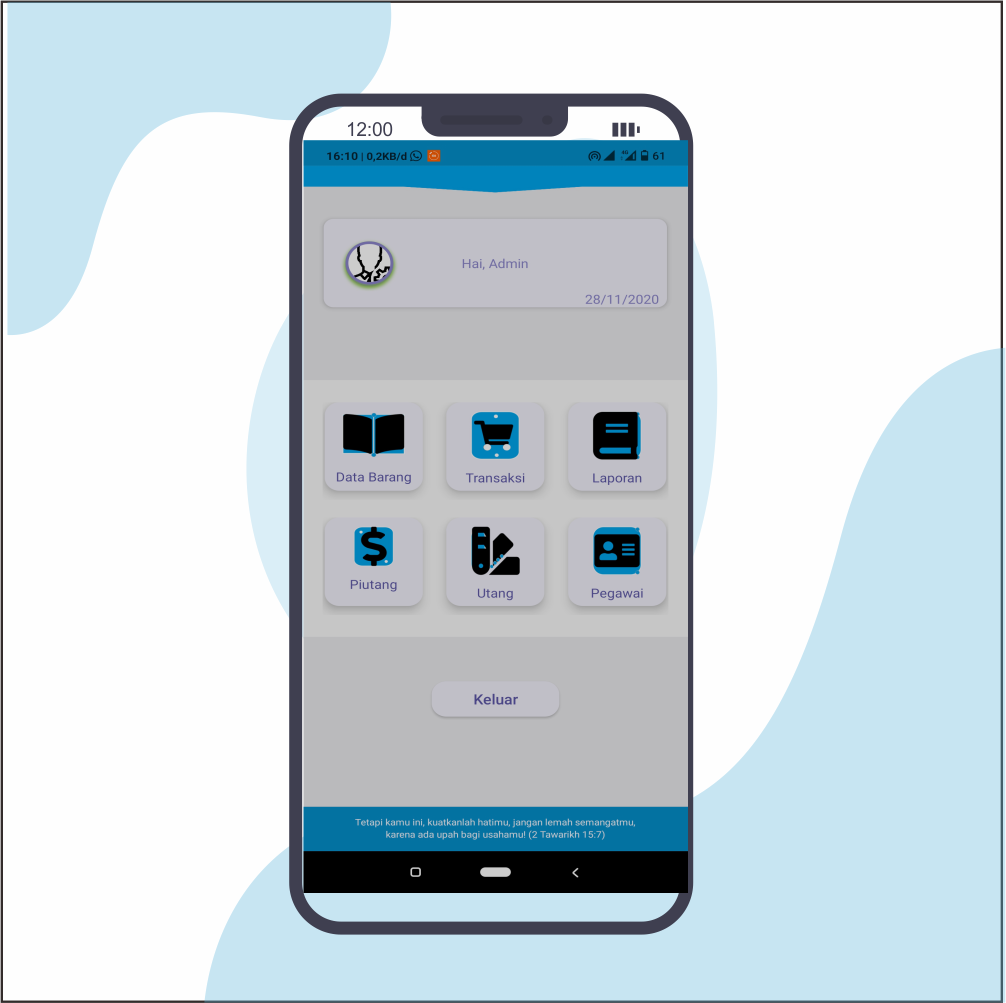 12:00
16:10 | 0,2KB/d
4G 61
Hai, Admin
28/11/2020
Data Barang
Transaksi
Laporan
Piutang
Utang
Pegawai
Keluar
Tetapi kamu ini, kuatkanlah hatimu, jangan lemah semangatmu,
karena ada upah bagi usahamu! (2 Tawarikh 15:7)